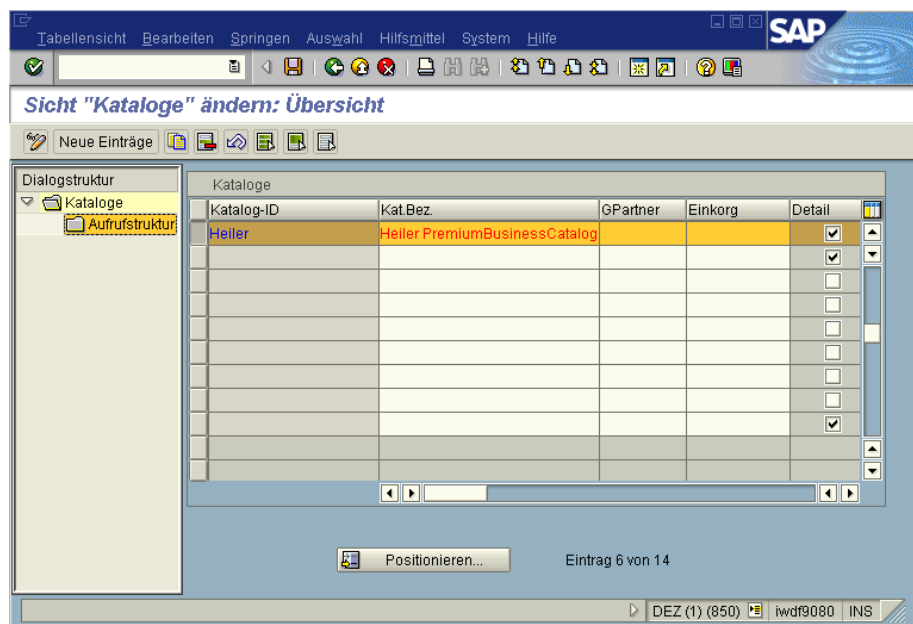 Tabellensicht Bearbeiten Springen Auswahl Hilfsmittel System Hilfe
SAP
Sicht "Kataloge" ändern: Übersicht
Neue Einträge
Dialogstruktur
Kataloge
Aufrufstruktur
Kataloge
Katalog-ID Kat.Bez. GPartner Einkorg Detail
Heiler Heiler PremiumBusinessCatalog
Positionieren... Eintrag 6 von 14
DEZ (1) (850) iwdf9080 INS